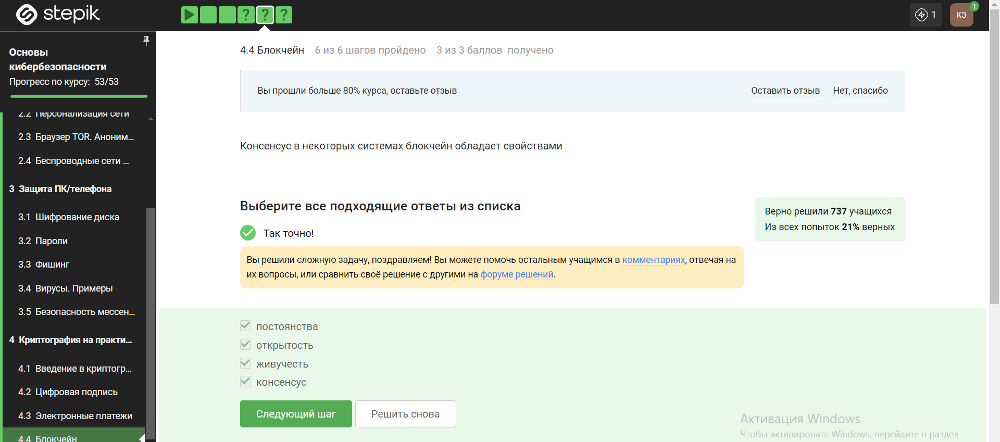 stepik
? ? ?
1
КЗ
1
Основы
кибербезопасности
Прогресс по курсу: 53/53
2.2 Персонализация сети
2.3 Браузер TOR. Аноним...
2.4 Беспроводные сети ...
3 Защита ПК/телефона
3.1 Шифрование диска
3.2 Пароли
3.3 Фишинг
3.4 Вирусы. Примеры
3.5 Безопасность мессен...
4 Криптография на практи...
4.1 Введение в криптогр...
4.2 Цифровая подпись
4.3 Электронные платежи
4.4 Блокчейн
4.4 Блокчейн 6 из 6 шагов пройдено 3 из 3 баллов получено
Вы прошли больше 80% курса, оставьте отзыв Оставить отзыв Нет, спасибо
Консенсус в некоторых системах блокчейн обладает свойствами
Выберите все подходящие ответы из списка
Верно решили 737 учащихся
Из всех попыток 21% верных
Так точно!
Вы решили сложную задачу, поздравляем! Вы можете помочь остальным учащимся в комментариях, отвечая на
их вопросы, или сравнить своё решение с другими на форуме решений.
постоянства
открытость
живучесть
консенсус
Следующий шаг Решить снова
Активация Windows
Чтобы активировать Windows, перейдите в раздел